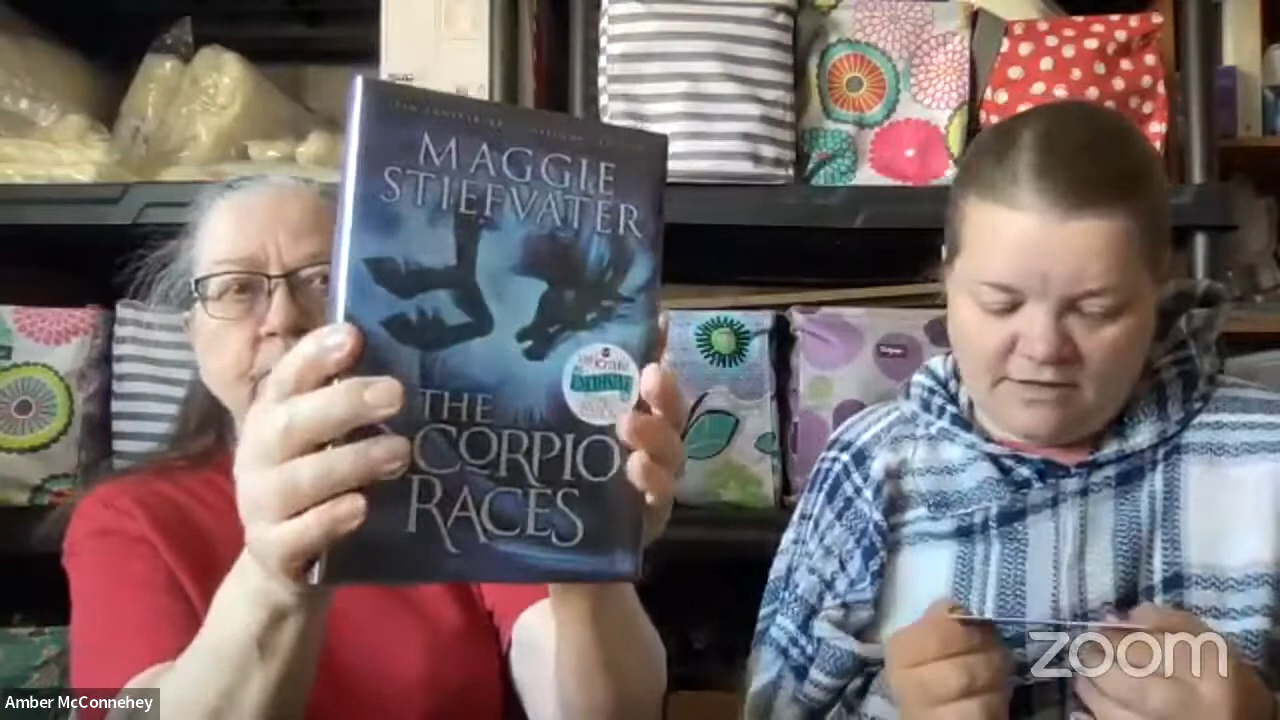 MAGGIE
STIEFVATER
THE
SCORPIO
RACES
zoom
Amber McConnehey